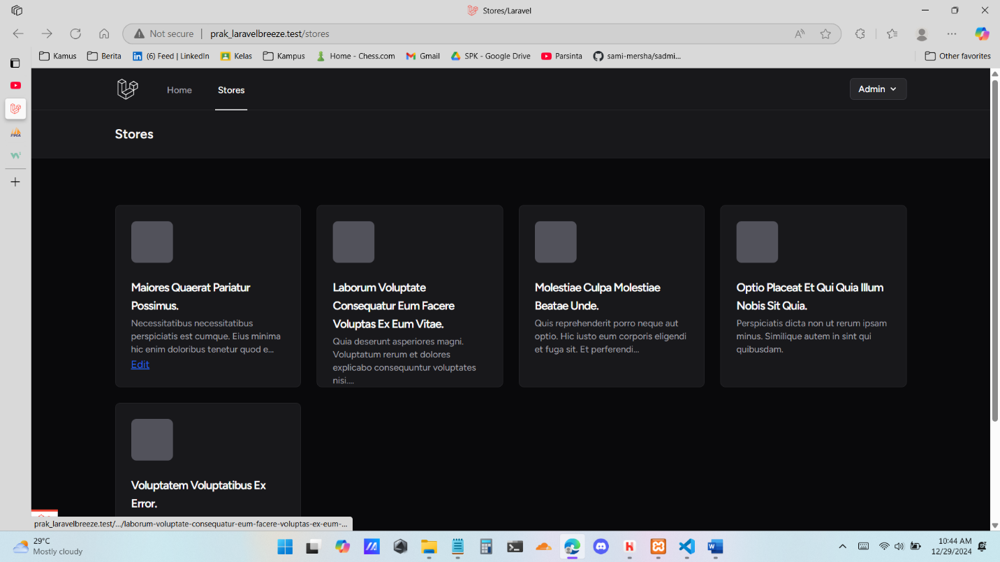 Stores/Laravel
Not secure | prak_laravelbreeze.test/stores
Kamus Berita (6) Feed | LinkedIn Kelas Kampus Home - Chess.com Gmail SPK - Google Drive Parsinta sami-mersha/sadmi... Other favorites
Home Stores Admin
Stores
Maiores Quaerat Pariatur
Possimus.
Necessitatibus necessitatibus
perspiciatis est cumque. Eius minima
hic enim doloribus tenetur quod e...
Edit
Laborum Voluptate
Consequatur Eum Facere
Voluptas Ex Eum Vitae.
Quia deserunt asperiores magni.
Voluptatum rerum et dolores
explicabo consequuntur voluptates
nisi....
Molestiae Culpa Molestiae
Beatae Unde.
Quis reprehenderit porro neque aut
optio. Hic iusto eum corporis eligendi
et fuga sit. Et perferendi...
Optio Placeat Et Qui Quia Illum
Nobis Sit Quia.
Perspiciatis dicta non ut rerum ipsam
minus. Similique autem in sint qui
quibusdam.
Voluptatem Voluptatibus Ex
Error.
prak_laravelbreeze.test/.../laborum-voluptate-consequatur-eum-facere-voluptas-ex-eum-...
29°C
Mostly cloudy
10:44 AM
12/29/2024